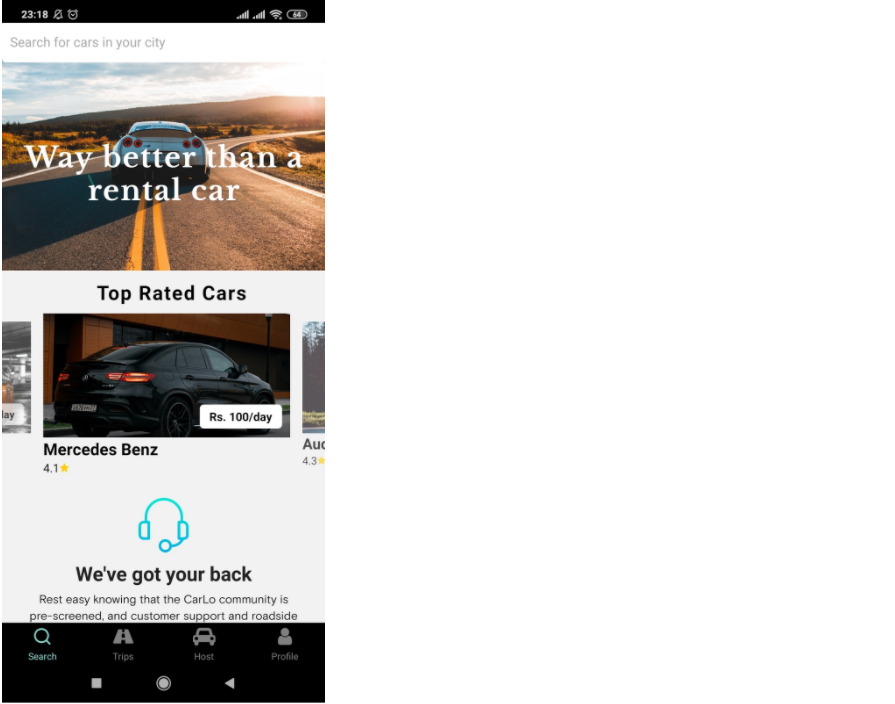 23:18
64
Search for cars in your city
Way better than a
rental car
Top Rated Cars
lay
Rs. 100/day
Mercedes Benz
4.1
Aud
4.3
We've got your back
Rest easy knowing that the CarLo community is
pre-screened, and customer support and roadside
Search
Trips
Host
Profile